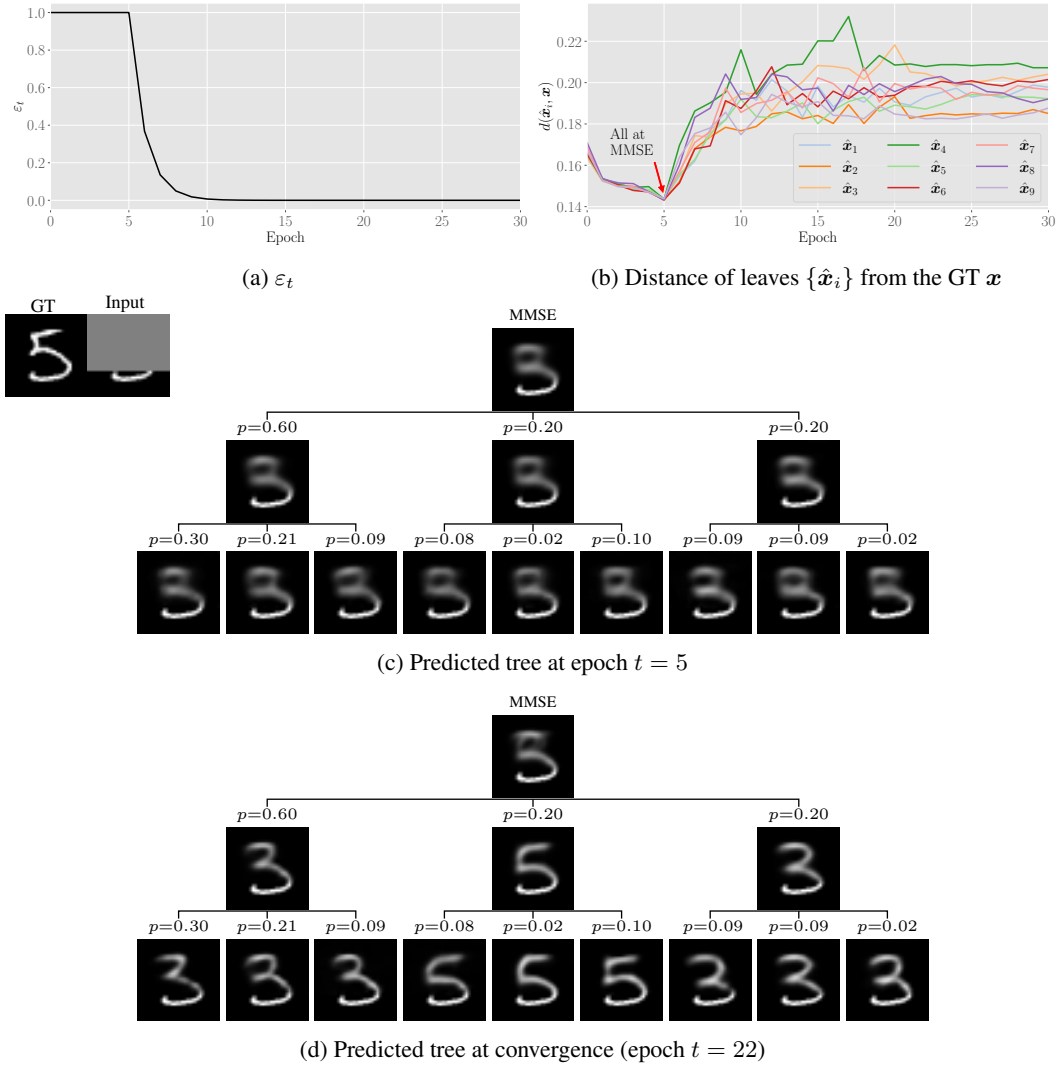 1.0
0.8
0.6
0.4
0.2
0.0
ε_t
0 5 10 15 20 25 30
Epoch
(a) ε_t
0.22
0.20
0.18
0.16
0.14
d(x̂_i, x)
All at
MMSE
x̂_1 x̂_4 x̂_7
x̂_2 x̂_5 x̂_8
x̂_3 x̂_6 x̂_9
0 5 10 15 20 25 30
Epoch
(b) Distance of leaves {x̂_i} from the GT x
GT Input
MMSE
p=0.60 p=0.20 p=0.20
p=0.30 p=0.21 p=0.09 p=0.08 p=0.02 p=0.10 p=0.09 p=0.09 p=0.02
(c) Predicted tree at epoch t = 5
MMSE
p=0.60 p=0.20 p=0.20
p=0.30 p=0.21 p=0.09 p=0.08 p=0.02 p=0.10 p=0.09 p=0.09 p=0.02
(d) Predicted tree at convergence (epoch t = 22)